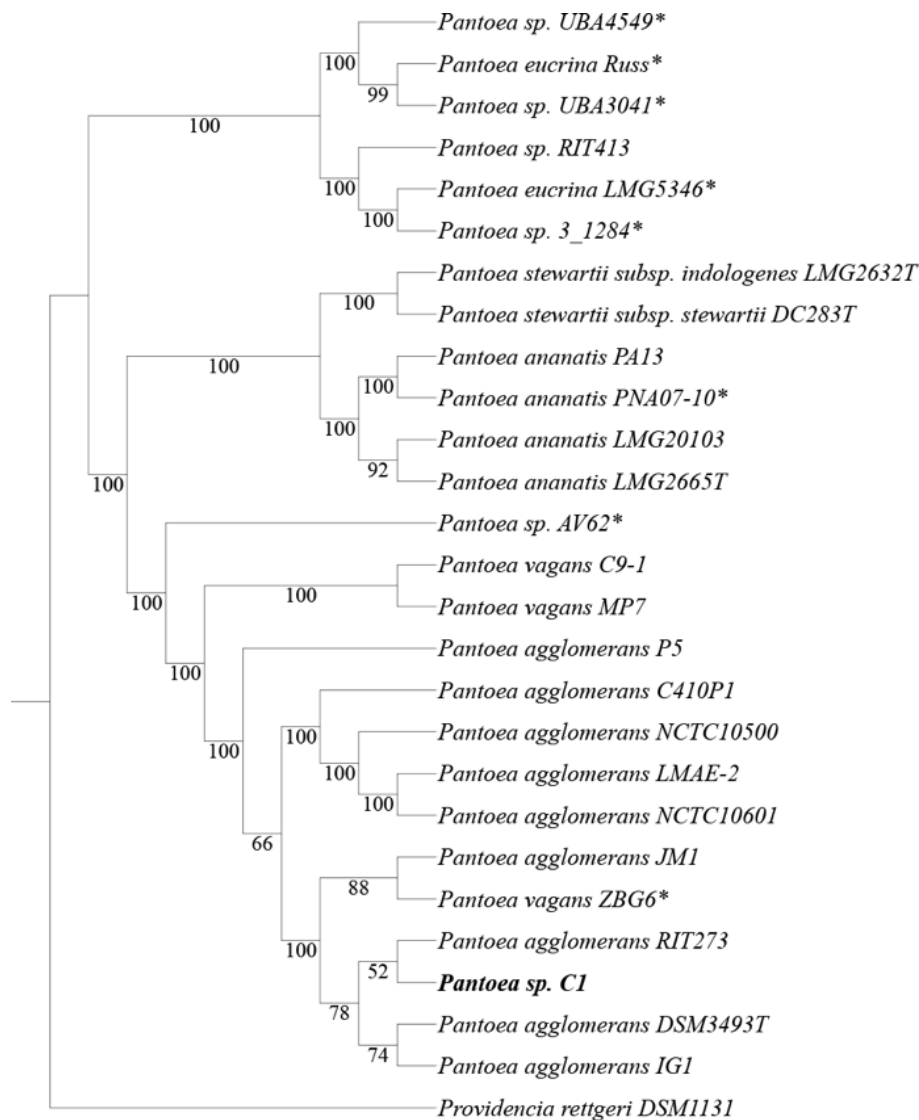 Pantoea sp. UBA4549*
100
Pantoea eucrina Russ*
99
Pantoea sp. UBA3041*
100
Pantoea sp. RIT413
100
Pantoea eucrina LMG5346*
100
Pantoea sp. 3_1284*
Pantoea stewartii subsp. indologenes LMG2632T
100
Pantoea stewartii subsp. stewartii DC283T
Pantoea ananatis PA13
100
100
Pantoea ananatis PNA07-10*
100
Pantoea ananatis LMG20103
92
Pantoea ananatis LMG2665T
100
Pantoea sp. AV62*
Pantoea vagans C9-1
100
Pantoea vagans MP7
100
Pantoea agglomerans P5
100
Pantoea agglomerans C410P1
100
Pantoea agglomerans NCTC10500
100
100
Pantoea agglomerans LMAE-2
100
Pantoea agglomerans NCTC10601
66
Pantoea agglomerans JM1
88
Pantoea vagans ZBG6*
100
Pantoea agglomerans RIT273
52
Pantoea sp. C1
78
Pantoea agglomerans DSM3493T
74
Pantoea agglomerans IG1
Providencia rettgeri DSM1131